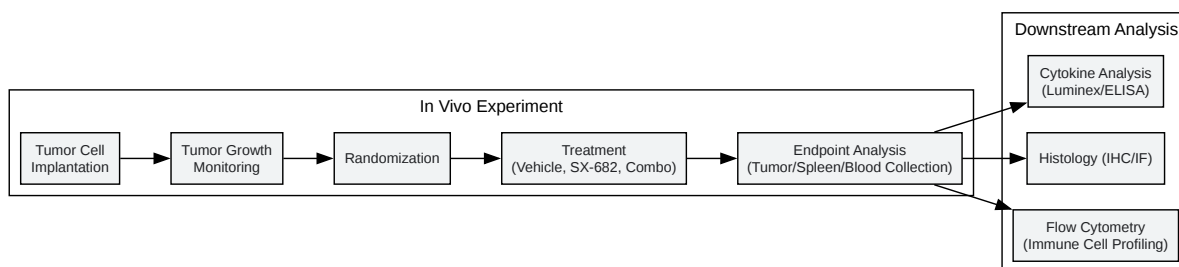 In Vivo Experiment
Tumor Cell
Implantation
Tumor Growth
Monitoring
Randomization
Treatment
(Vehicle, SX-682, Combo)
Endpoint Analysis
(Tumor/Spleen/Blood Collection)
Downstream Analysis
Cytokine Analysis
(Luminex/ELISA)
Histology (IHC/IF)
Flow Cytometry
(Immune Cell Profiling)